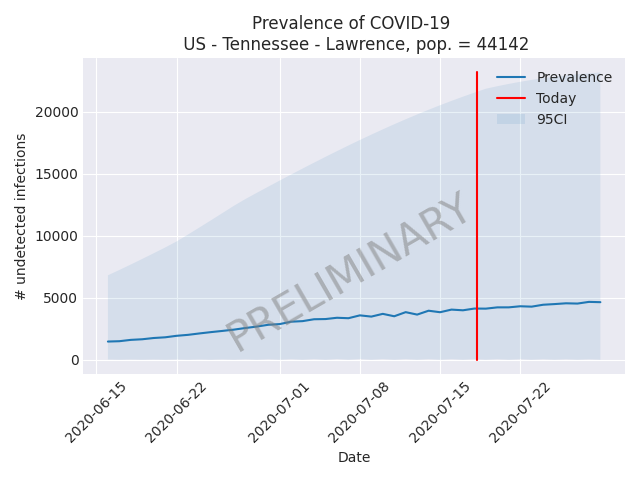 Prevalence of COVID-19
US - Tennessee - Lawrence, pop. = 44142
Prevalence
Today
95CI
20000
15000
10000
5000
0
# undetected infections
PRELIMINARY
2020-06-15
2020-06-22
2020-07-01
2020-07-08
2020-07-15
2020-07-22
Date